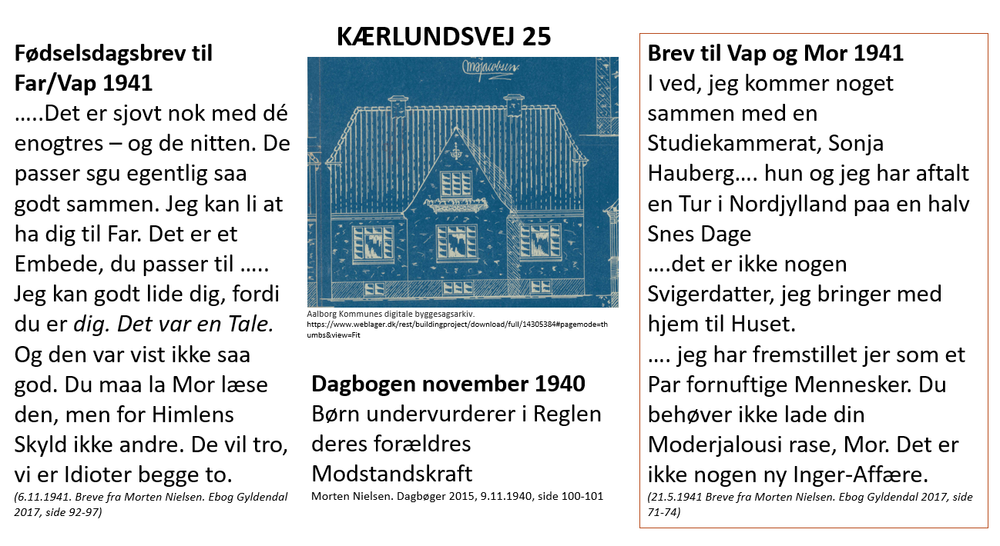 KÆRLUNDSVEJ 25
Fødselsdagsbrev til
Far/Vap 1941
…..Det er sjovt nok med dé
enogtres – og de nitten. De
passer sgu egentlig saa
godt sammen. Jeg kan li at
ha dig til Far. Det er et
Embede, du passer til …..
Jeg kan godt lide dig, fordi
du er dig. Det var en Tale.
Og den var vist ikke saa
god. Du maa la Mor læse
den, men for Himlens
Skyld ikke andre. De vil tro,
vi er Idioter begge to.
(6.11.1941. Breve fra Morten Nielsen. Ebog Gyldendal
2017, side 92-97)
Aalborg Kommunes digitale byggesagsarkiv.
https://www.weblager.dk/rest/buildingproject/download/full/14305384#pagemode=th
umbs&view=Fit
Dagbogen november 1940
Børn undervurderer i Reglen
deres forældres
Modstandskraft
Morten Nielsen. Dagbøger 2015, 9.11.1940, side 100-101
Brev til Vap og Mor 1941
I ved, jeg kommer noget
sammen med en
Studiekammerat, Sonja
Hauberg…. hun og jeg har aftalt
en Tur i Nordjylland paa en halv
Snes Dage
….det er ikke nogen
Svigerdatter, jeg bringer med
hjem til Huset.
…. jeg har fremstillet jer som et
Par fornuftige Mennesker. Du
behøver ikke lade din
Moderjalousi rase, Mor. Det er
ikke nogen ny Inger-Affære.
(21.5.1941 Breve fra Morten Nielsen. Ebog Gyldendal 2017, side
71-74)